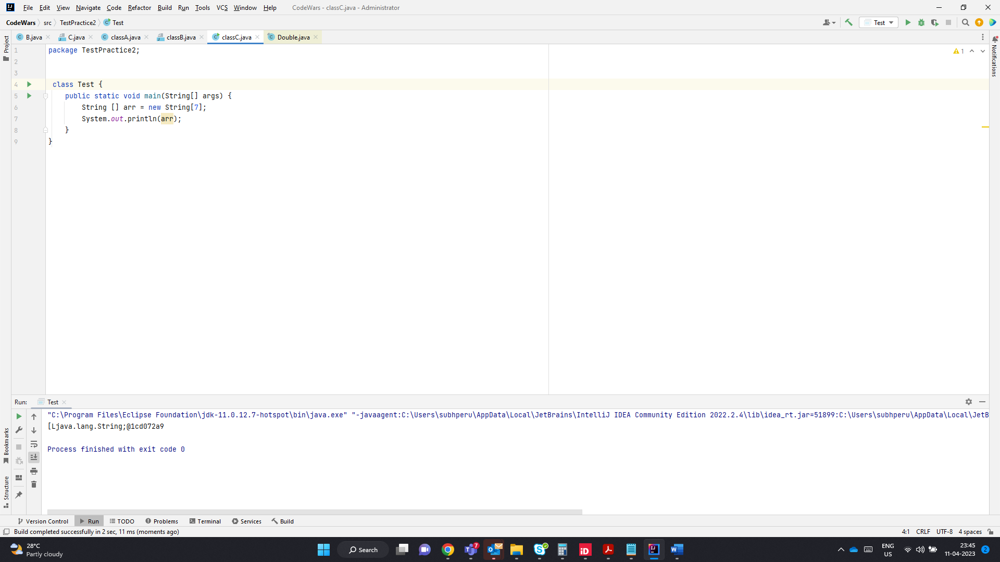 File Edit View Navigate Code Refactor Build Run Tools VCS Window Help CodeWars - classC.java - Administrator
CodeWars src TestPractice2 Test Test
B.java C.java classA.java classB.java classC.java Double.java
Project
Notifications
1 package TestPractice2; 1
2
3
4 class Test {
5 public static void main(String[] args) {
6 String [] arr = new String[7];
7 System.out.println(arr);
8 }
9 }
Run: Test
"C:\Program Files\Eclipse Foundation\jdk-11.0.12.7-hotspot\bin\java.exe" "-javaagent:C:\Users\subhperu\AppData\Local\JetBrains\IntelliJ IDEA Community Edition 2022.2.4\lib\idea_rt.jar=51899:C:\Users\subhperu\AppData\Local\JetB
[Ljava.lang.String;@1cd072a9
Process finished with exit code 0
Bookmarks
Structure
Version Control Run TODO Problems Terminal Services Build
Build completed successfully in 2 sec, 11 ms (moments ago) 4:1 CRLF UTF-8 4 spaces
28°C
Partly cloudy
Search
7
ENG
US
23:45
11-04-2023
2